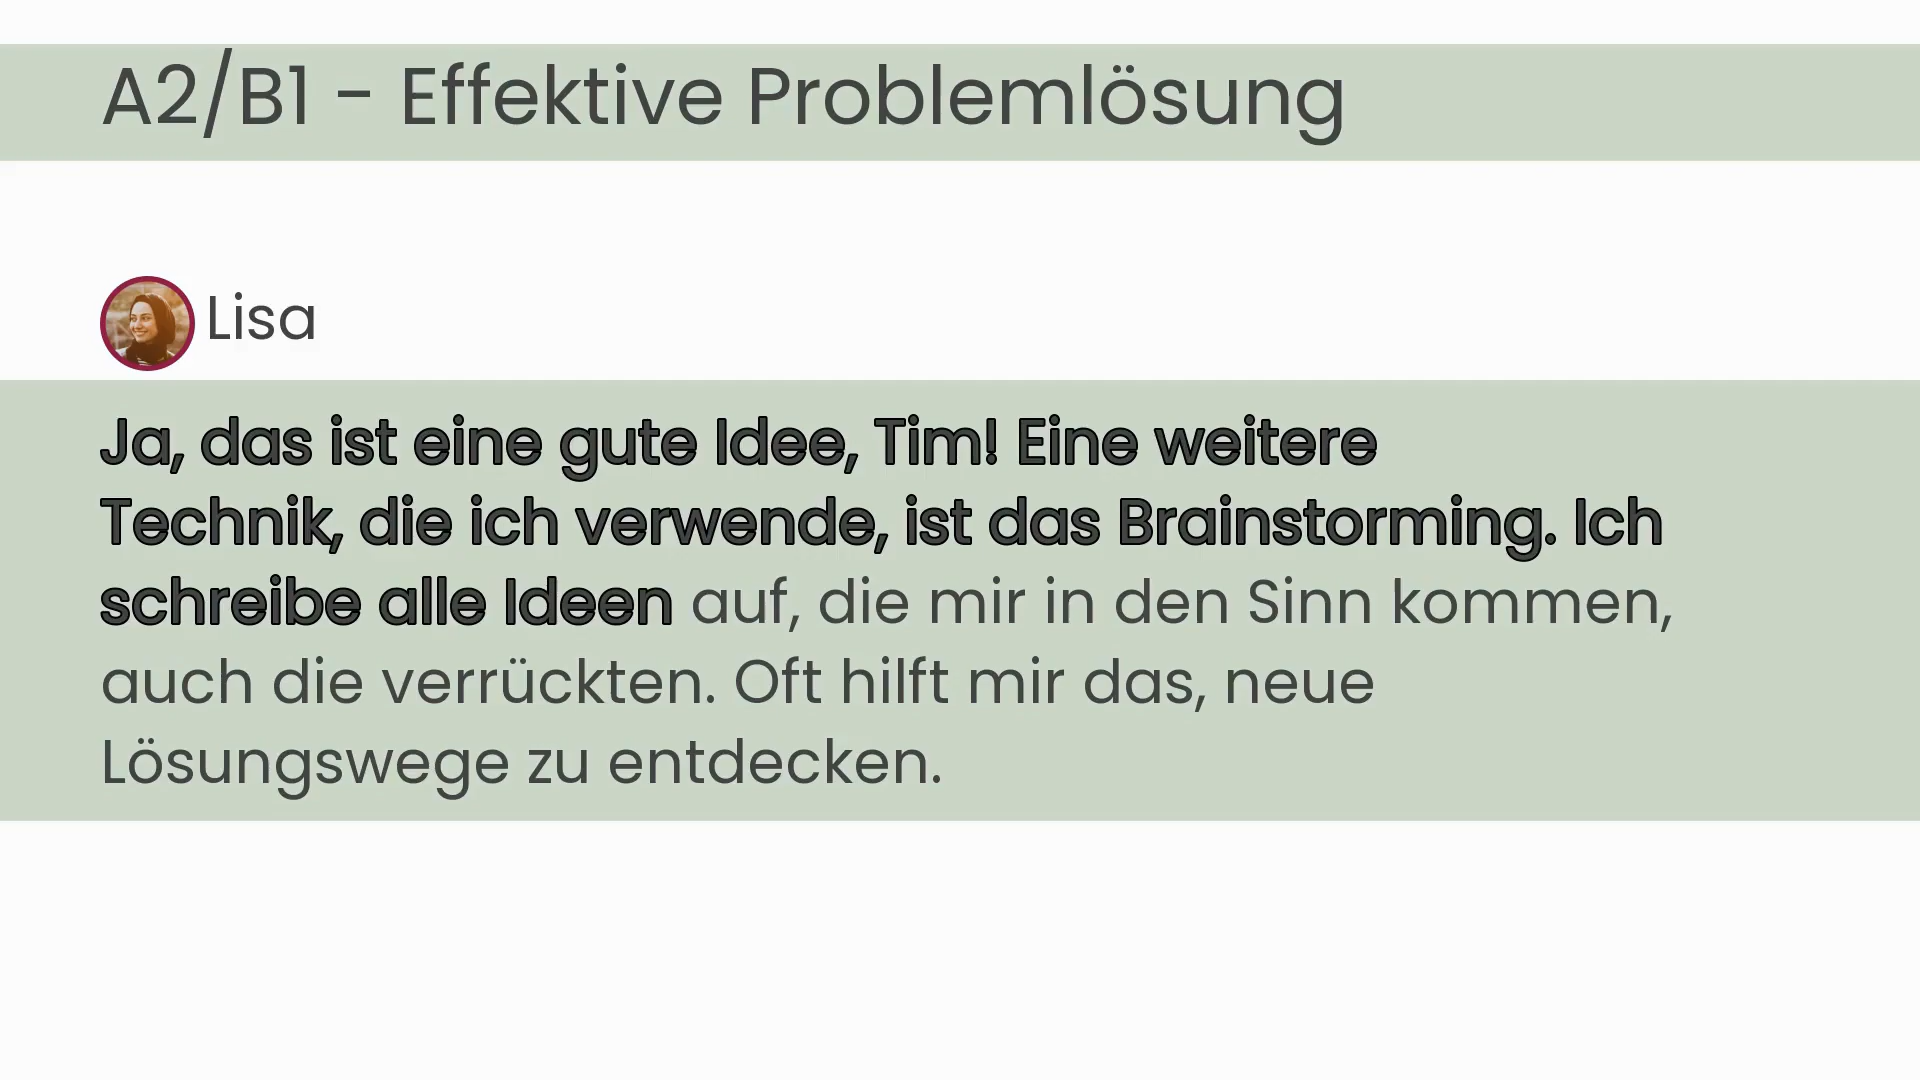 A2/B1 - Effektive Problemlösung
Lisa
Ja, das ist eine gute Idee, Tim! Eine weitere
Technik, die ich verwende, ist das Brainstorming. Ich
schreibe alle Ideen auf, die mir in den Sinn kommen,
auch die verrückten. Oft hilft mir das, neue
Lösungswege zu entdecken.